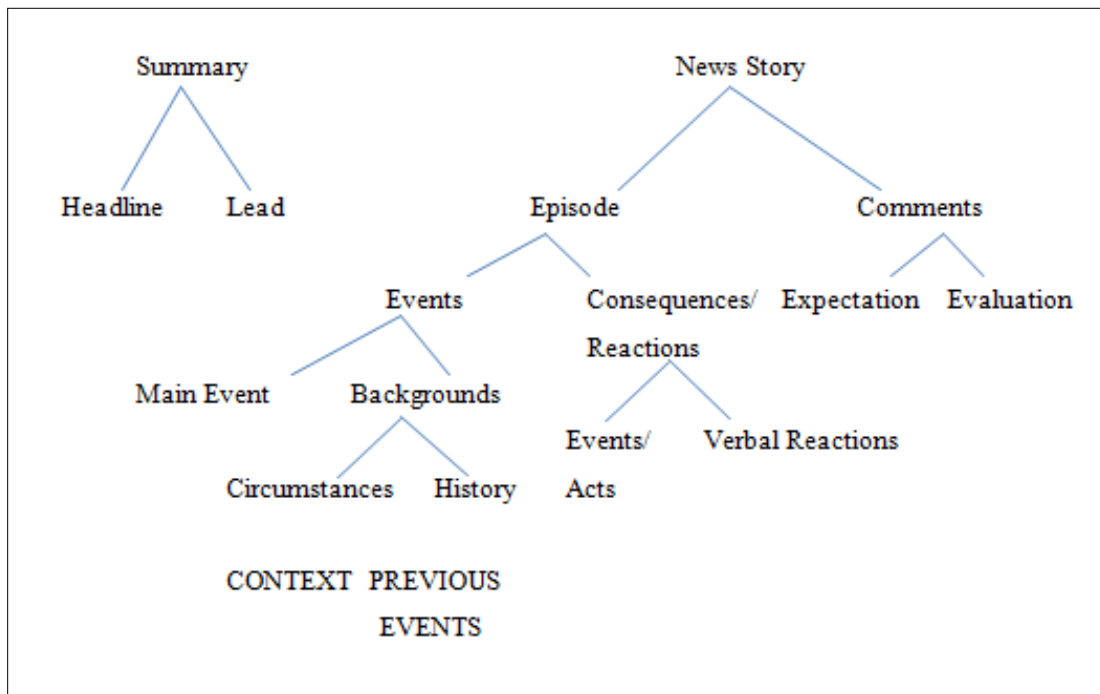 Summary News Story
Headline Lead Episode Comments
Events Consequences/ Expectation Evaluation
Reactions
Main Event Backgrounds
Events/ Verbal Reactions
Circumstances History Acts
CONTEXT PREVIOUS
EVENTS